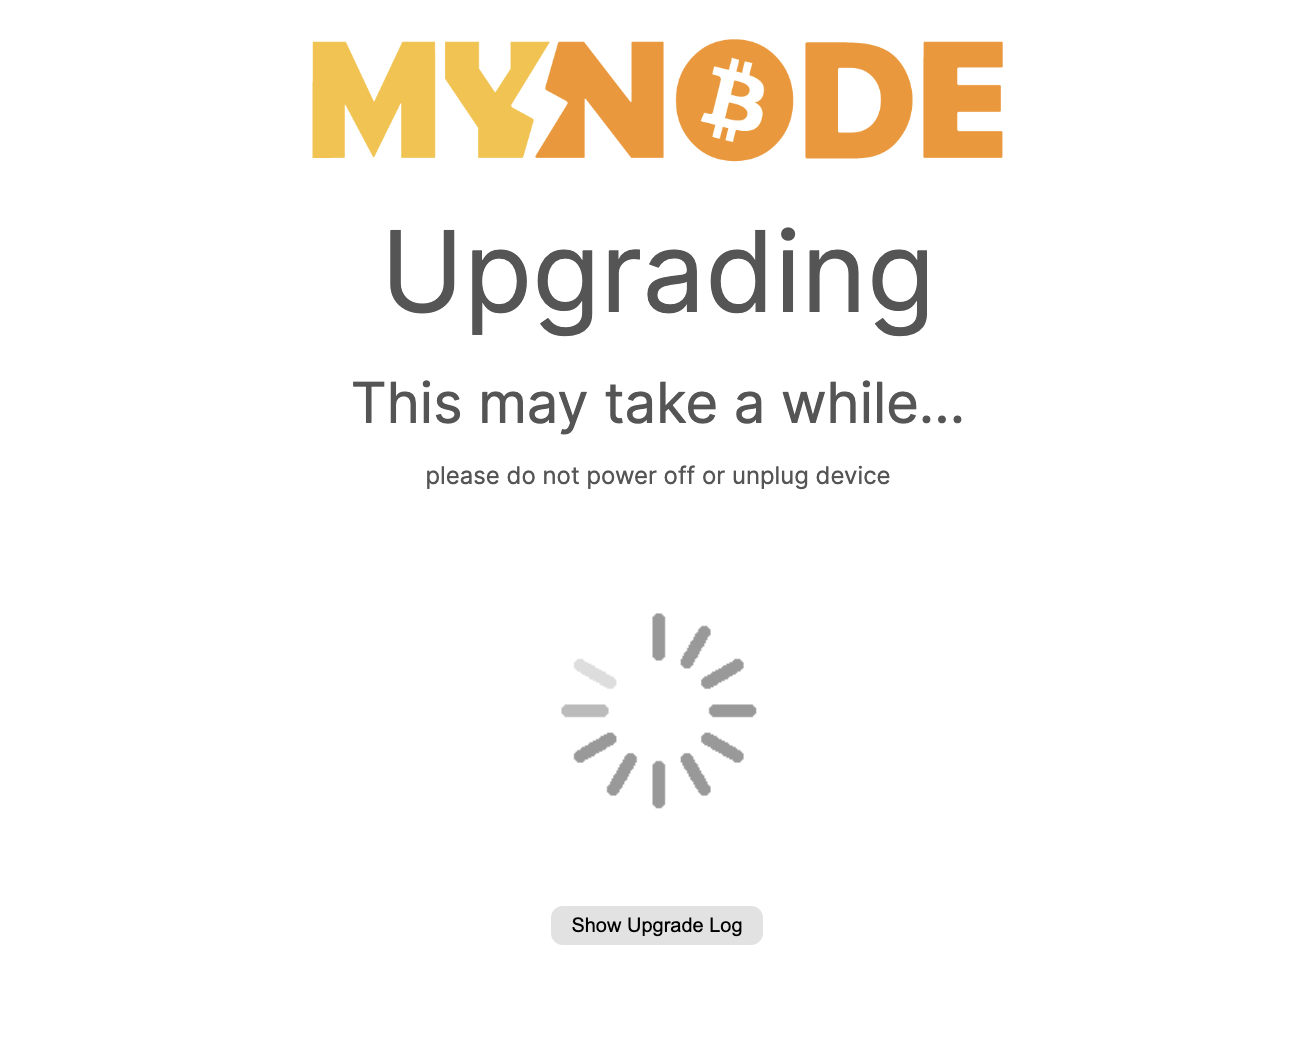 MYNODE
Upgrading
This may take a while...
please do not power off or unplug device
Show Upgrade Log